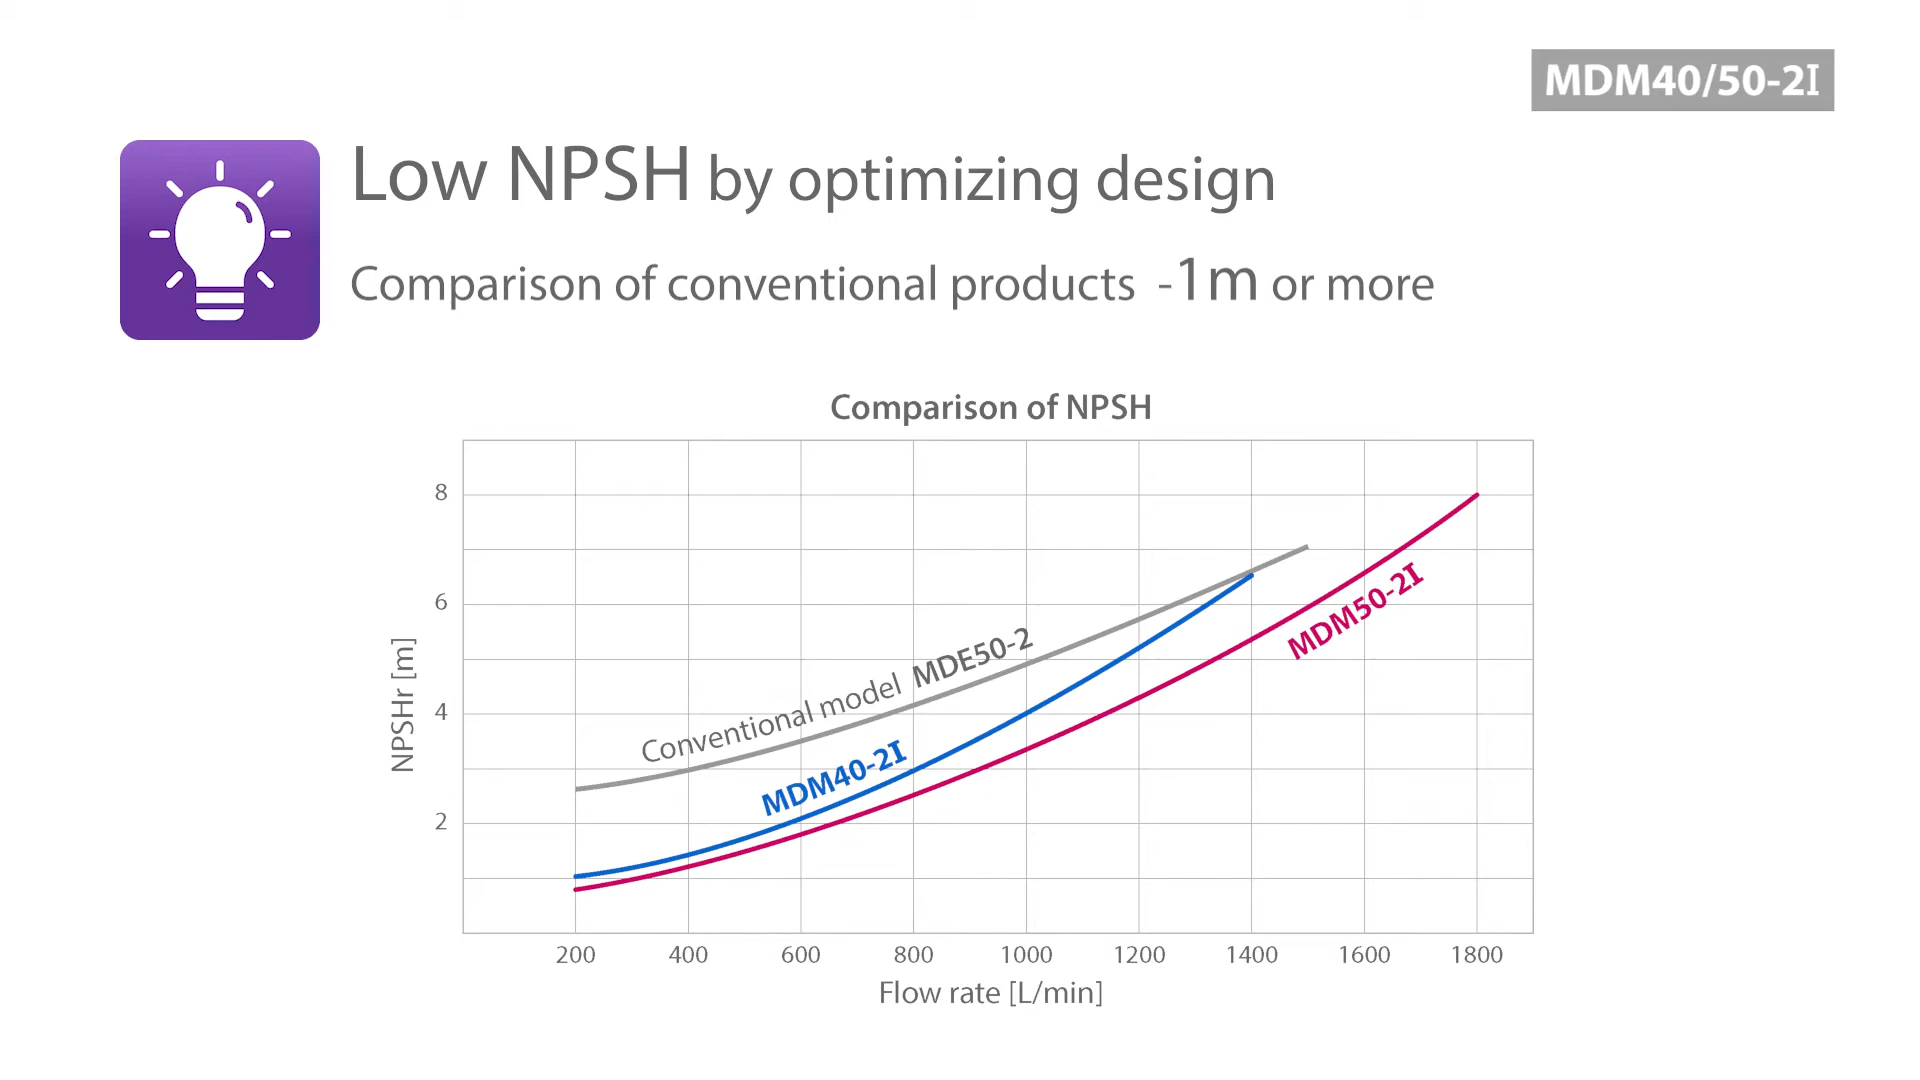 MDM40/50-2I
Low NPSH by optimizing design
Comparison of conventional products -1m or more
Comparison of NPSH
8
6
4
2
NPSHr [m]
Conventional model MDE50-2
MDM40-2I
MDM50-2I
200 400 600 800 1000 1200 1400 1600 1800
Flow rate [L/min]